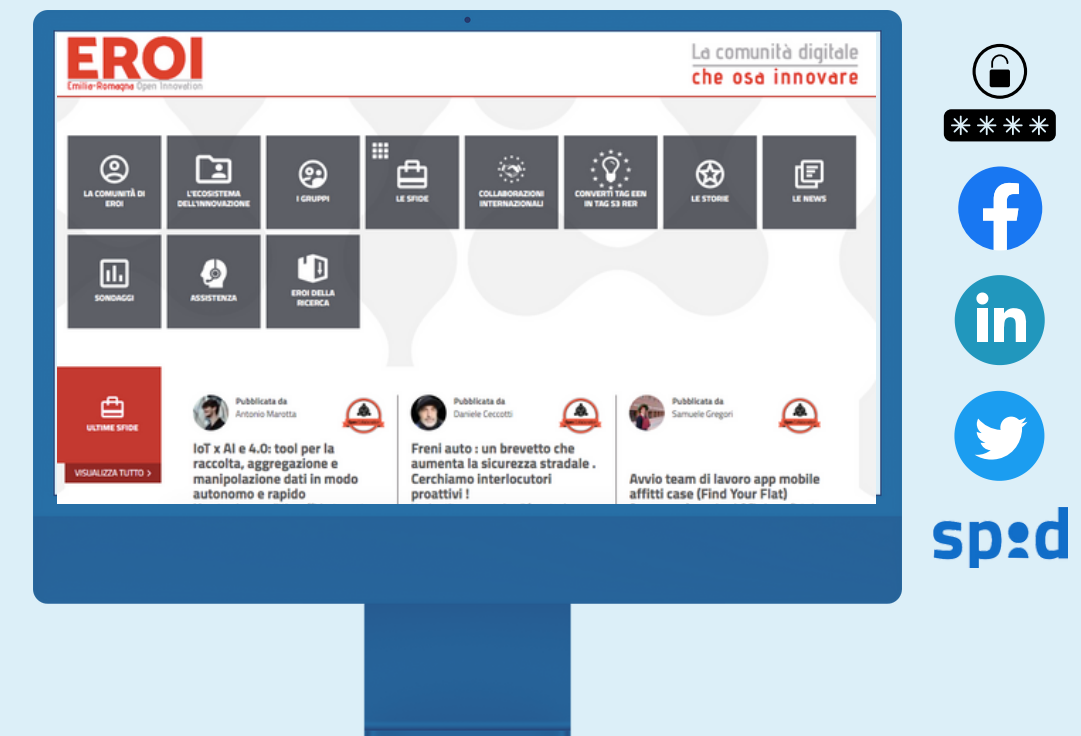 EROI
Emilia-Romagna Open Innovation
La comunità digitale
che osa innovare
LA COMUNITÀ DI
EROI
L'ECOSISTEMA
DELL'INNOVAZIONE
I GRUPPI
LE SFIDE
COLLABORAZIONI
INTERNAZIONALI
CONVERTI TAG EEN
IN TAG S3 RER
LE STORIE
LE NEWS
SONDAGGI
ASSISTENZA
EROI DELLA
RICERCA
ULTIME SFIDE
VISUALIZZA TUTTO >
Pubblicata da
Antonio Marotta
IoT x AI e 4.0: tool per la
raccolta, aggregazione e
manipolazione dati in modo
autonomo e rapido
Pubblicata da
Daniele Ceccotti
Freni auto : un brevetto che
aumenta la sicurezza stradale .
Cerchiamo interlocutori
proattivi !
Pubblicata da
Samuele Gregori
Avvio team di lavoro app mobile
affitti case (Find Your Flat)
****
f
in
spid